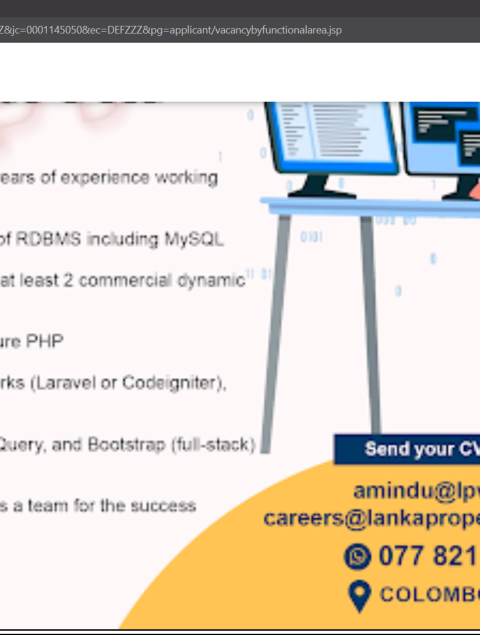 Z&jc=0001145050&ec=DEFZZZ&pg=applicant/vacancybyfunctionalarea.jsp
ears of experience working
of RDBMS including MySQL
at least 2 commercial dynamic
ure PHP
rks (Laravel or Codeigniter),
Query, and Bootstrap (full-stack)
s a team for the success
Send your CV
amindu@lpw
careers@lankaprope
077 821
COLOMBO